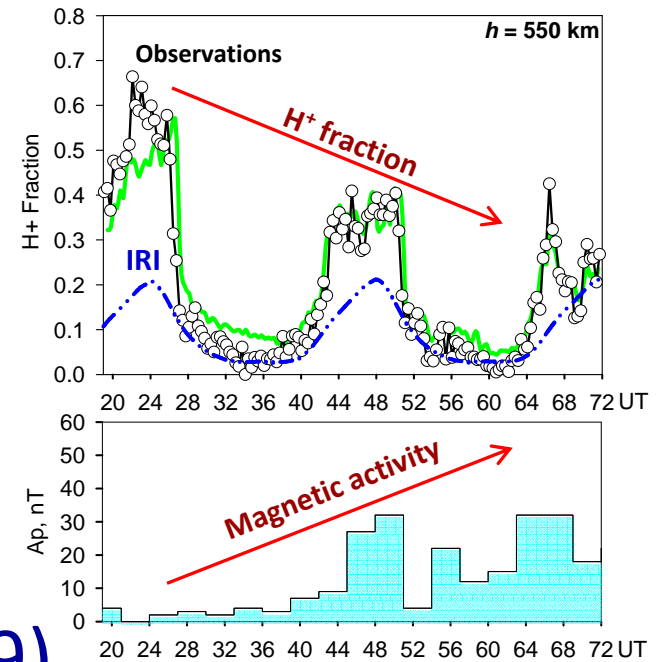 0.8
h = 550 km
Observations
0.7
0.6
H+ fraction
0.5
0.4
0.3
IRI
0.2
0.1
0.0
H+ Fraction
20 24 28 32 36 40 44 48 52 56 60 64 68 72 UT
60
50
Magnetic activity
40
30
20
10
0
Ap, nT
20 24 28 32 36 40 44 48 52 56 60 64 68 72 UT
9)